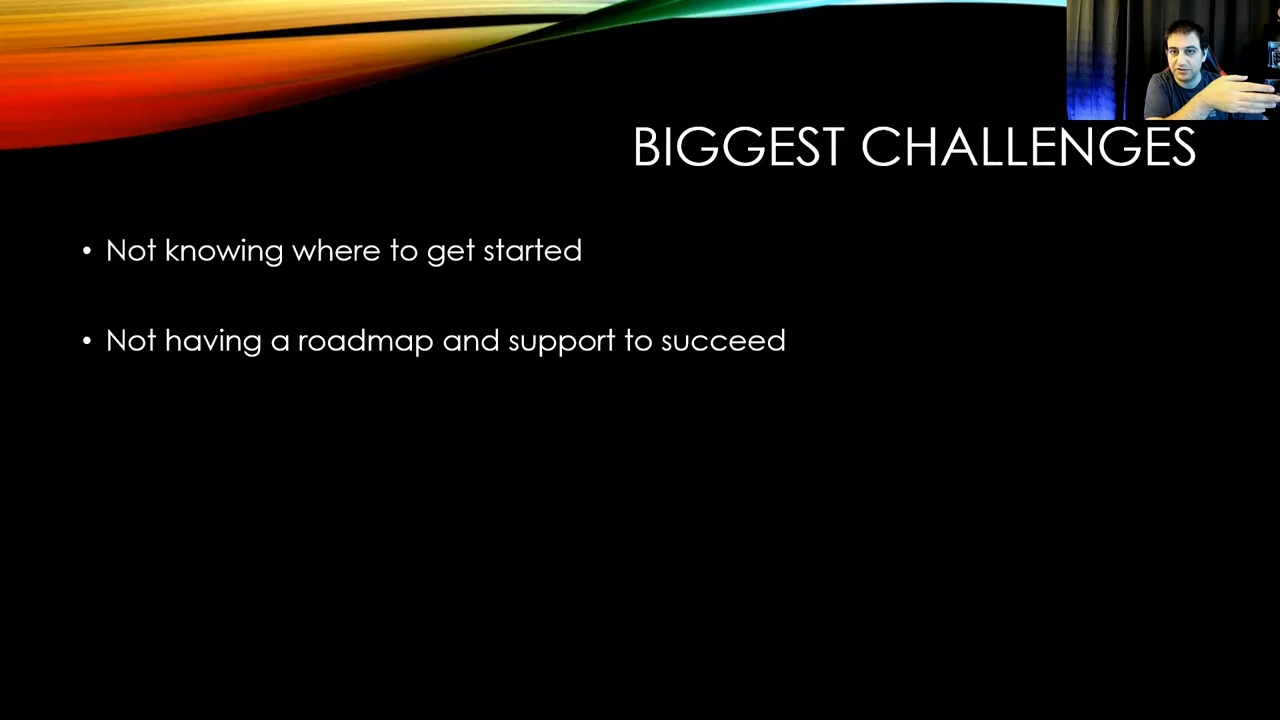 BIGGEST CHALLENGES
• Not knowing where to get started
• Not having a roadmap and support to succeed